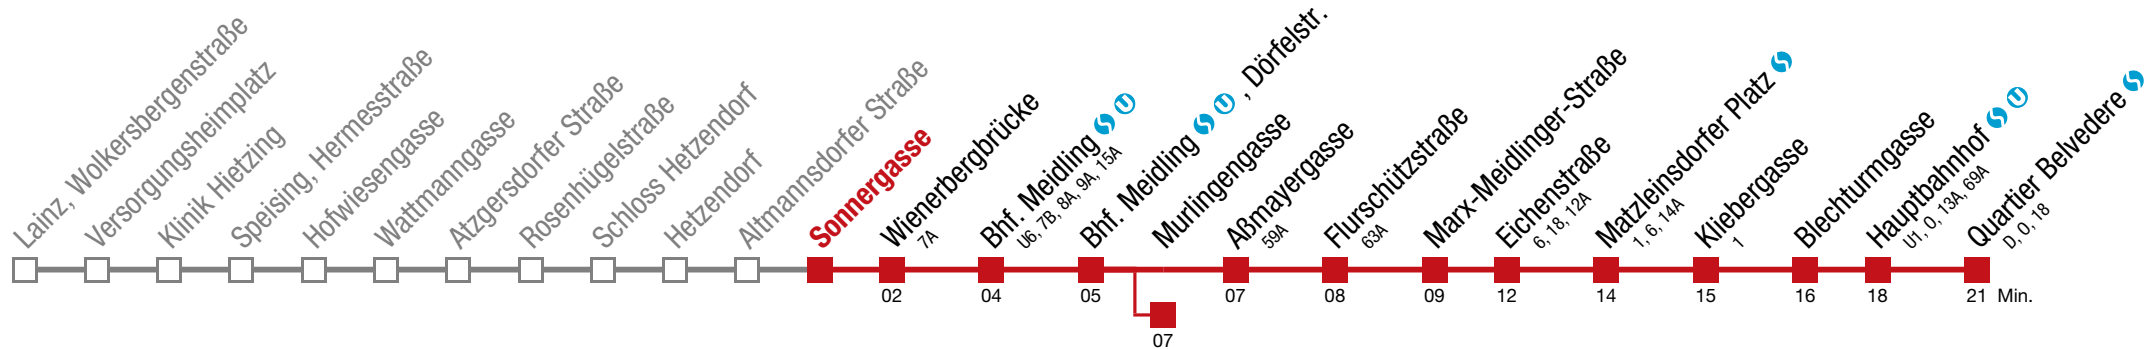 Lainz, Wolkersbergenstraße
Versorgungsheimplatz
Klinik Hietzing
Speising, Hermesstraße
Hofwiesengasse
Wattmanngasse
Atzgersdorfer Straße
Rosenhügelstraße
Schloss Hetzendorf
Hetzendorf
Altmannsdorfer Straße
Sonnergasse
Wienerbergbrücke
7A
Bhf. Meidling S U
U6, 7B, 8A, 9A, 15A
Bhf. Meidling S U , Dörfelstr.
Murlingengasse
Aßmayergasse
59A
Flurschützstraße
63A
Marx-Meidlinger-Straße
Eichenstraße
6, 18, 12A
Matzleinsdorfer Platz S
1, 6, 14A
Kliebergasse
1
Blechturmgasse
Hauptbahnhof S U
U1, O, 13A, 69A
Quartier Belvedere S
D, O, 18
02 04 05 07 08 09 12 14 15 16 18 21 Min.
07